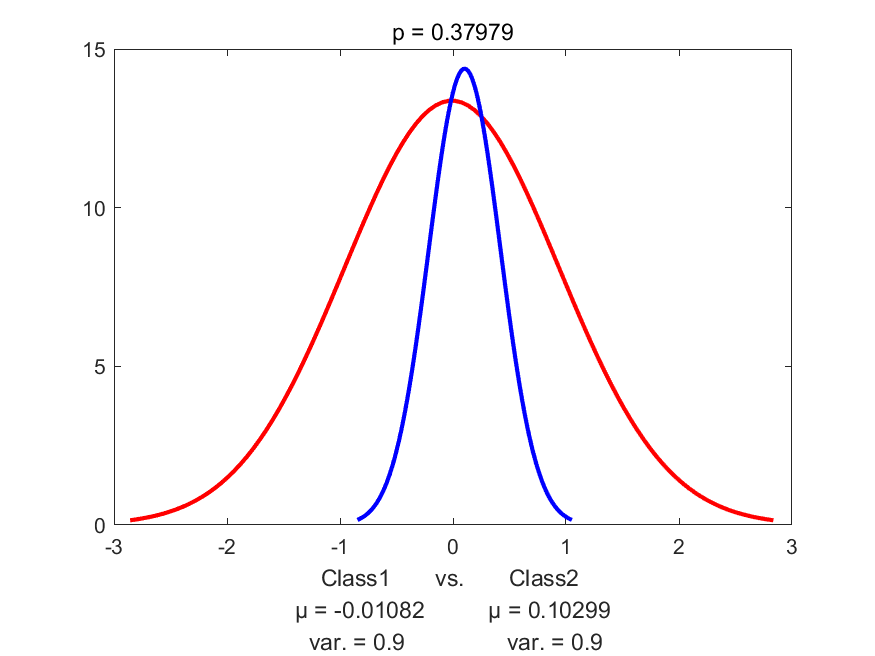 p = 0.37979
15
10
5
0
-3 -2 -1 0 1 2 3
Class1 vs. Class2
μ = -0.01082 μ = 0.10299
var. = 0.9 var. = 0.9